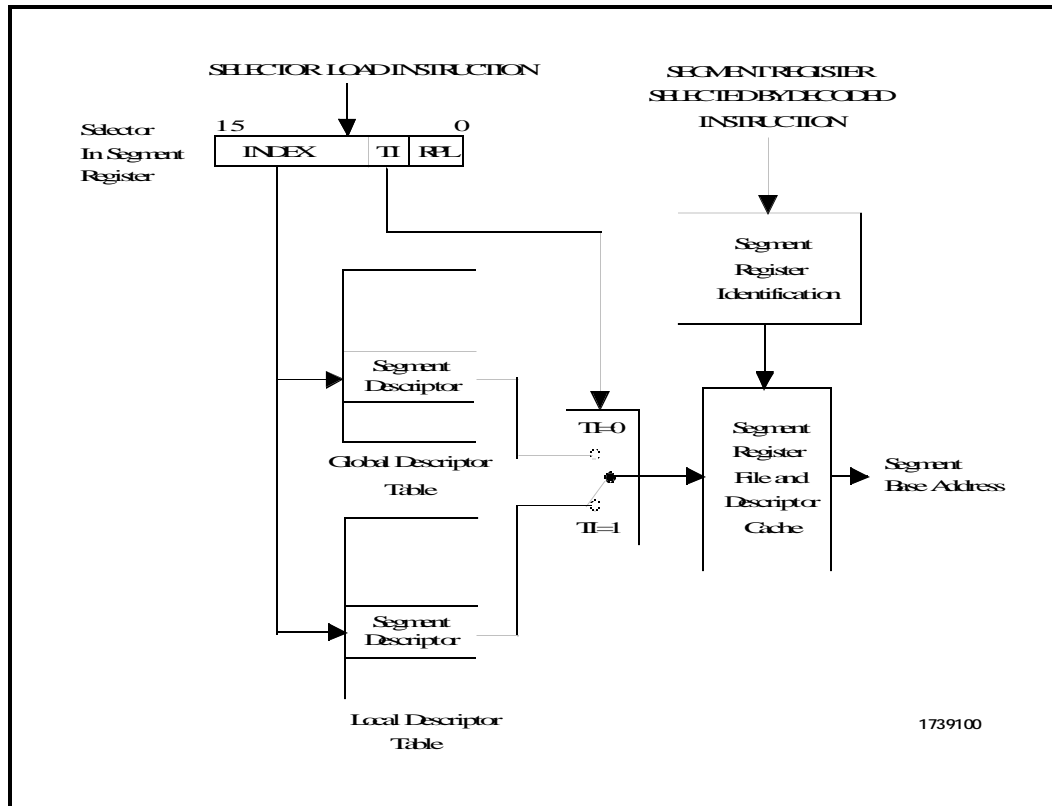 SELECTOR LOAD INSTRUCTION
SEGMENT REGISTER
SELECTED BY DECODED
INSTRUCTION
15 0
Selector
In Segment
Register
INDEX TI RPL
Segment
Register
Identification
Segment
Descriptor
Global Descriptor
Table
TI=0
TI=1
Segment
Register
File and
Descriptor
Cache
Segment
Base Address
Segment
Descriptor
Local Descriptor
Table
1739100